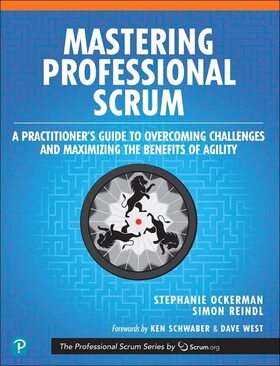 MASTERING
PROFESSIONAL
SCRUM
A PRACTITIONER'S GUIDE TO OVERCOMING CHALLENGES
AND MAXIMIZING THE BENEFITS OF AGILITY
STEPHANIE OCKERMAN
SIMON REINDL
Forewords by KEN SCHWABER & DAVE WEST
The Professional Scrum Series by Scrum.org
P